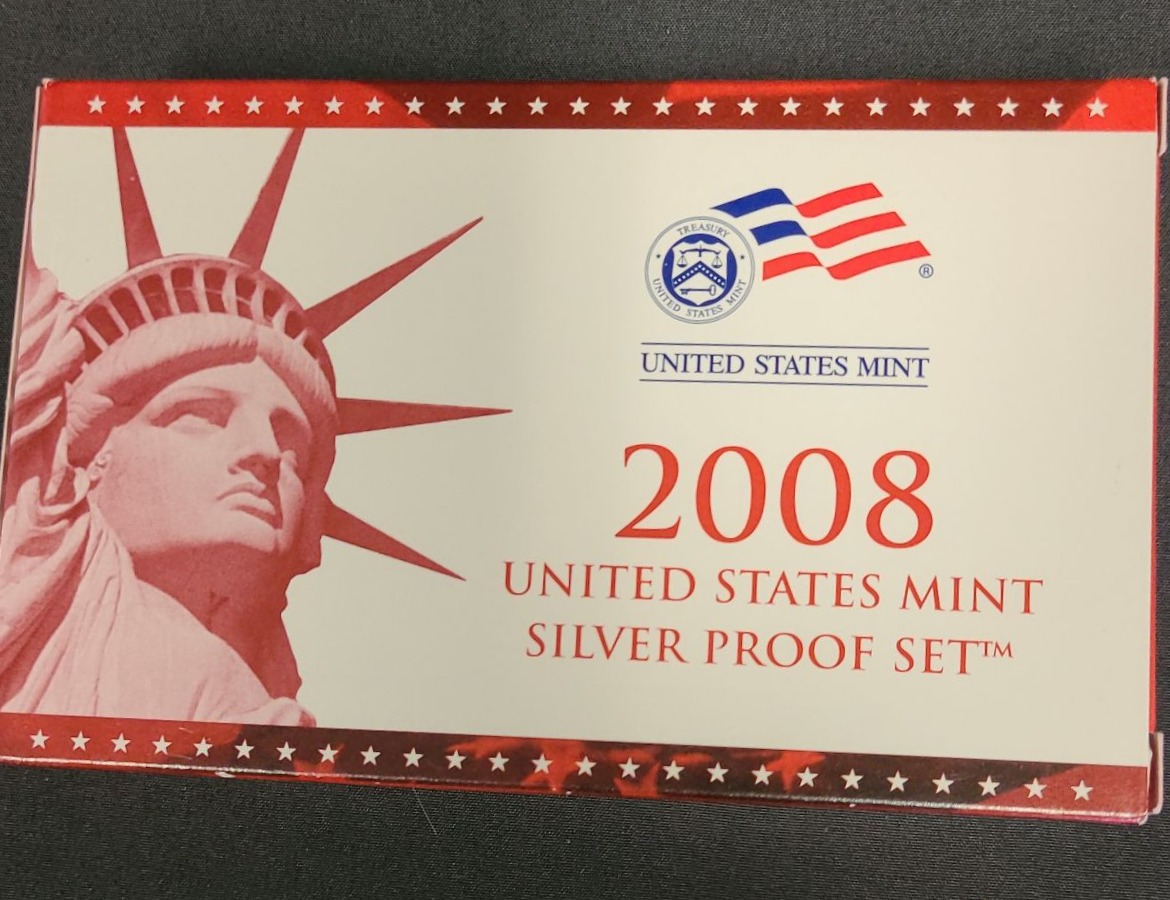 TREASURY
UNITED STATES MINT
®
UNITED STATES MINT
2008
UNITED STATES MINT
SILVER PROOF SET™